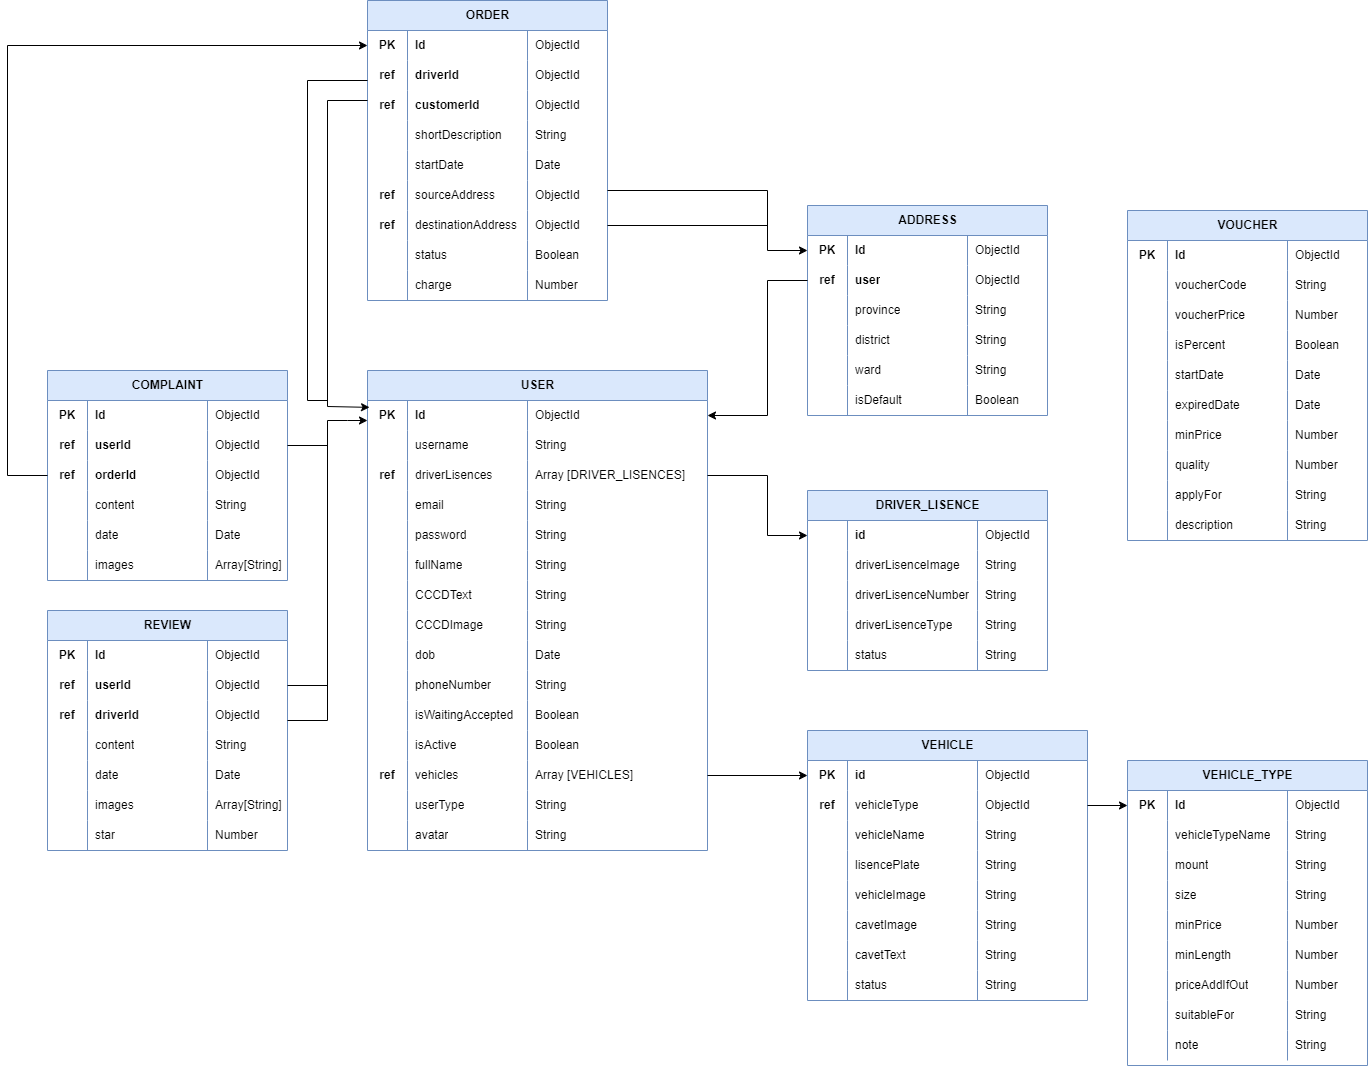 ORDER
PK Id ObjectId
ref driverId ObjectId
ref customerId ObjectId
shortDescription String
startDate Date
ref sourceAddress ObjectId
ref destinationAddress ObjectId
status Boolean
charge Number
ADDRESS
PK Id ObjectId
ref user ObjectId
province String
district String
ward String
isDefault Boolean
VOUCHER
PK Id ObjectId
voucherCode String
voucherPrice Number
isPercent Boolean
startDate Date
expiredDate Date
minPrice Number
quality Number
applyFor String
description String
COMPLAINT
PK Id ObjectId
ref userId ObjectId
ref orderId ObjectId
content String
date Date
images Array[String]
USER
PK Id ObjectId
username String
ref driverLisences Array [DRIVER_LISENCES]
email String
password String
fullName String
CCCDText String
CCCDImage String
dob Date
phoneNumber String
isWaitingAccepted Boolean
isActive Boolean
ref vehicles Array [VEHICLES]
userType String
avatar String
DRIVER_LISENCE
id ObjectId
driverLisenceImage String
driverLisenceNumber String
driverLisenceType String
status String
REVIEW
PK Id ObjectId
ref userId ObjectId
ref driverId ObjectId
content String
date Date
images Array[String]
star Number
VEHICLE
PK id ObjectId
ref vehicleType ObjectId
vehicleName String
lisencePlate String
vehicleImage String
cavetImage String
cavetText String
status String
VEHICLE_TYPE
PK Id ObjectId
vehicleTypeName String
mount String
size String
minPrice Number
minLength Number
priceAddIfOut Number
suitableFor String
note String